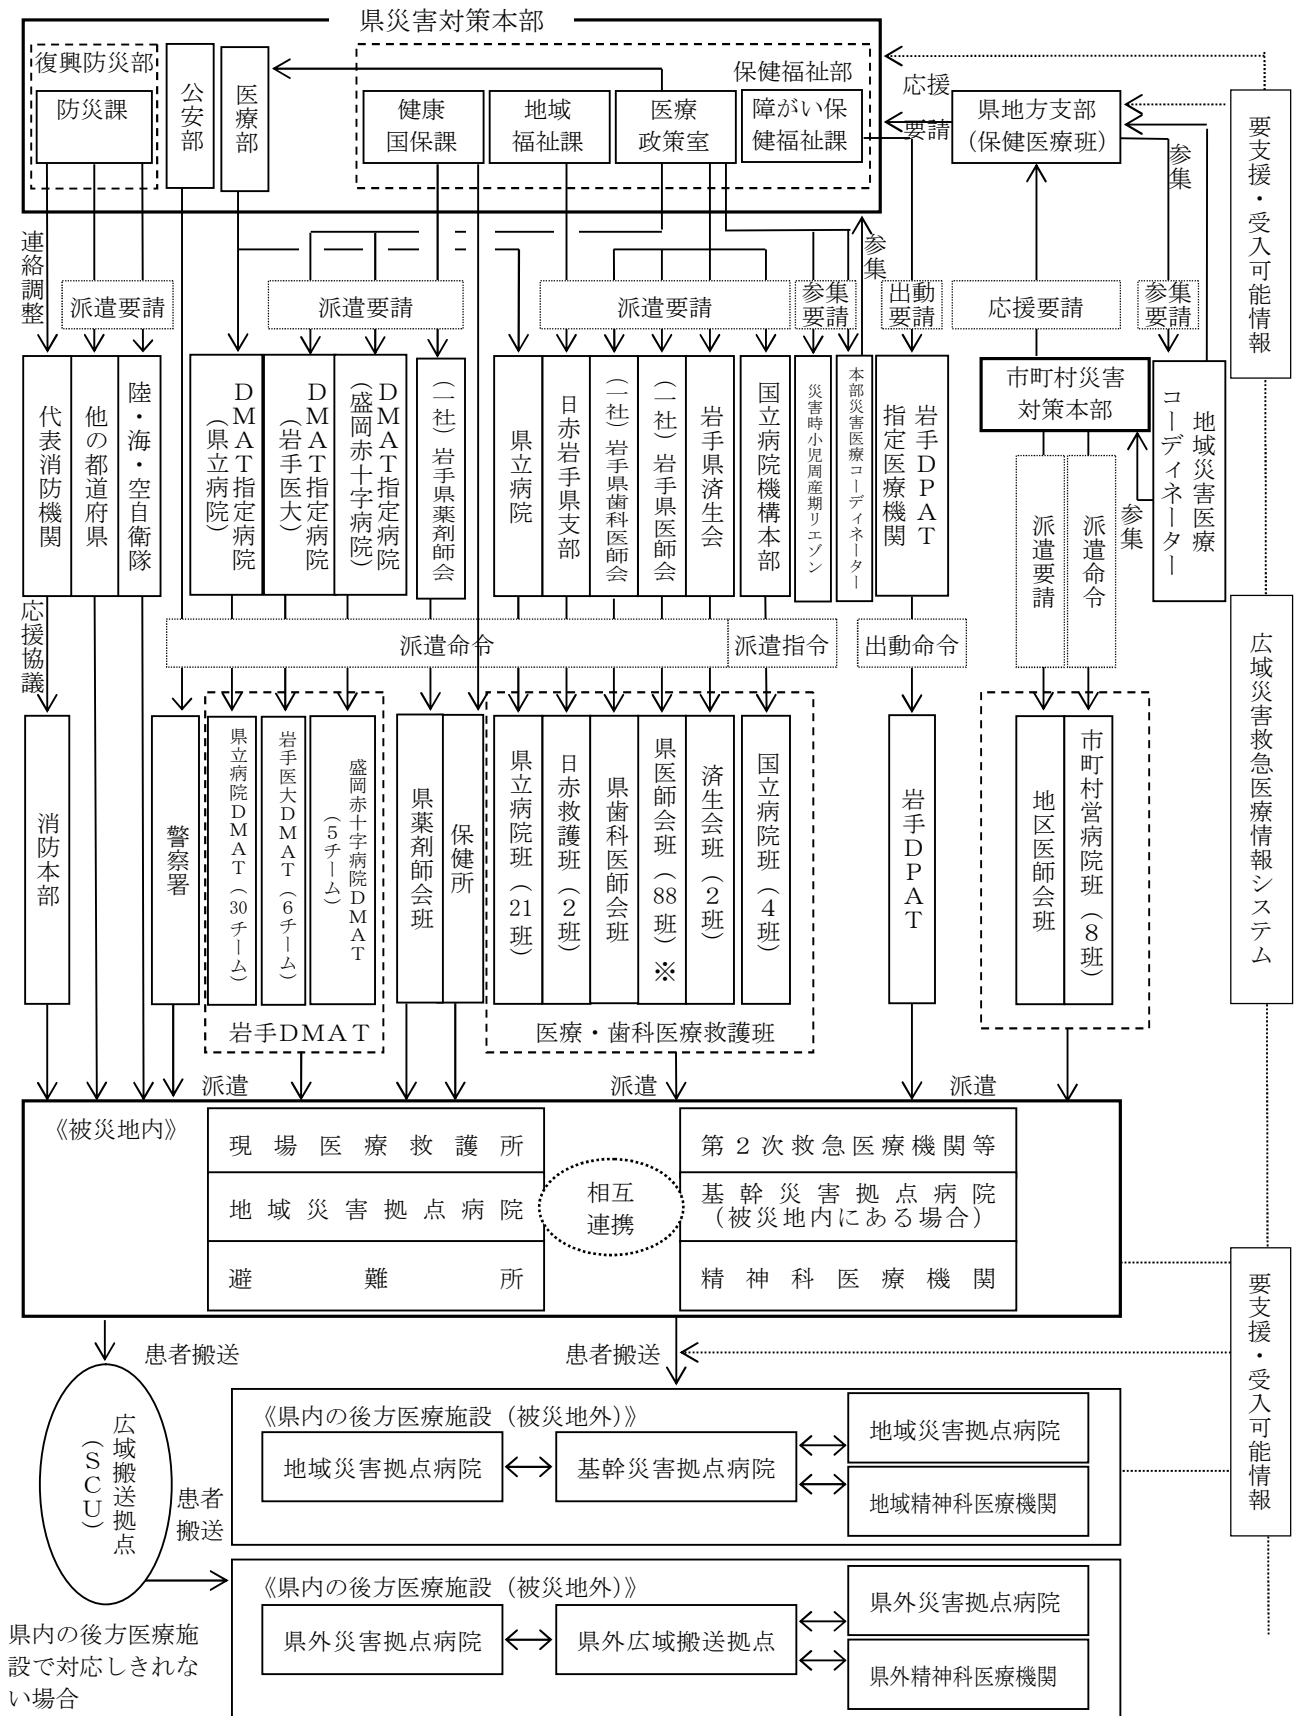 県災害対策本部
復興防災部
防災課
公安部
医療部
保健福祉部
健康
国保課
地域
福祉課
医療
政策室
障がい保
健福祉課
応援
要請
県地方支部
(保健医療班)
参集
要支援・受入可能情報
連絡調整
派遣要請
派遣要請
派遣要請
参集
参集
要請
出動
要請
応援要請
参集
要請
代表消防機関
他の都道府県
陸・海・空自衛隊
DMAT指定病院
(県立病院)
DMAT指定病院
(岩手医大)
DMAT指定病院
(盛岡赤十字病院)
(一社)岩手県薬剤師会
県立病院
日赤岩手県支部
(一社)岩手県歯科医師会
(一社)岩手県医師会
岩手県済生会
国立病院機構本部
災害時小児周産期リエゾン
本部災害医療コーディネーター
岩手DPAT
指定医療機関
市町村災害
対策本部
地域災害医療
コーディネーター
参集
派遣要請
派遣命令
応援協議
派遣命令
派遣指令
出動命令
広域災害救急医療情報システム
消防本部
警察署
県立病院DMAT(30チーム)
岩手医大DMAT(6チーム)
盛岡赤十字病院DMAT
(5チーム)
岩手DMAT
県薬剤師会班
保健所
県立病院班(21班)
日赤救護班(2班)
県歯科医師会班
県医師会班(88班)※
済生会班(2班)
国立病院班(4班)
医療・歯科医療救護班
岩手DPAT
地区医師会班
市町村営病院班(8班)
派遣
派遣
派遣
《被災地内》
現場医療救護所
地域災害拠点病院
避難所
相互
連携
第2次救急医療機関等
基幹災害拠点病院
(被災地内にある場合)
精神科医療機関
要支援・受入可能情報
患者搬送
患者搬送
広域搬送拠点
(SCU)
《県内の後方医療施設(被災地外)》
地域災害拠点病院
基幹災害拠点病院
地域災害拠点病院
地域精神科医療機関
患者
搬送
《県内の後方医療施設(被災地外)》
県外災害拠点病院
県外広域搬送拠点
県外災害拠点病院
県外精神科医療機関
県内の後方医療施
設で対応しきれな
い場合